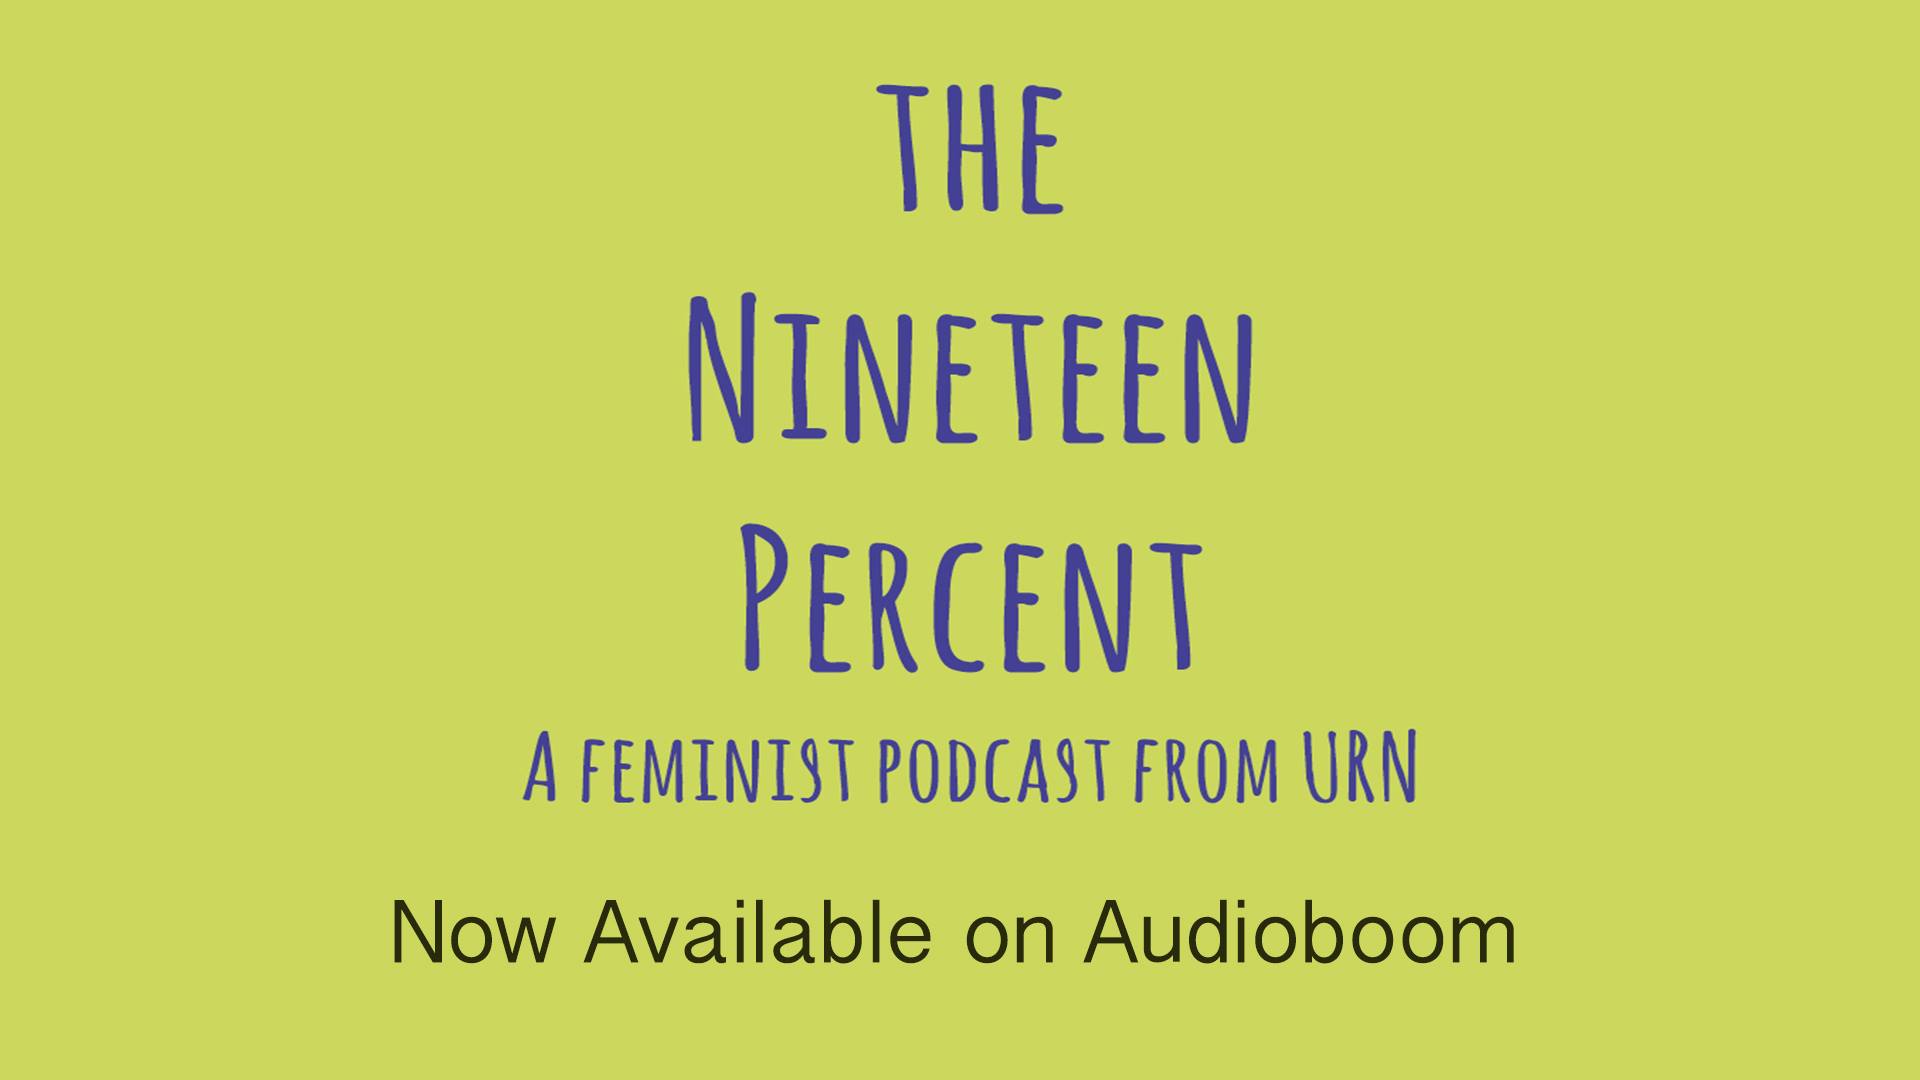 THE
NINETEEN
PERCENT
A FEMINIST PODCAST FROM URN
Now Available on Audioboom